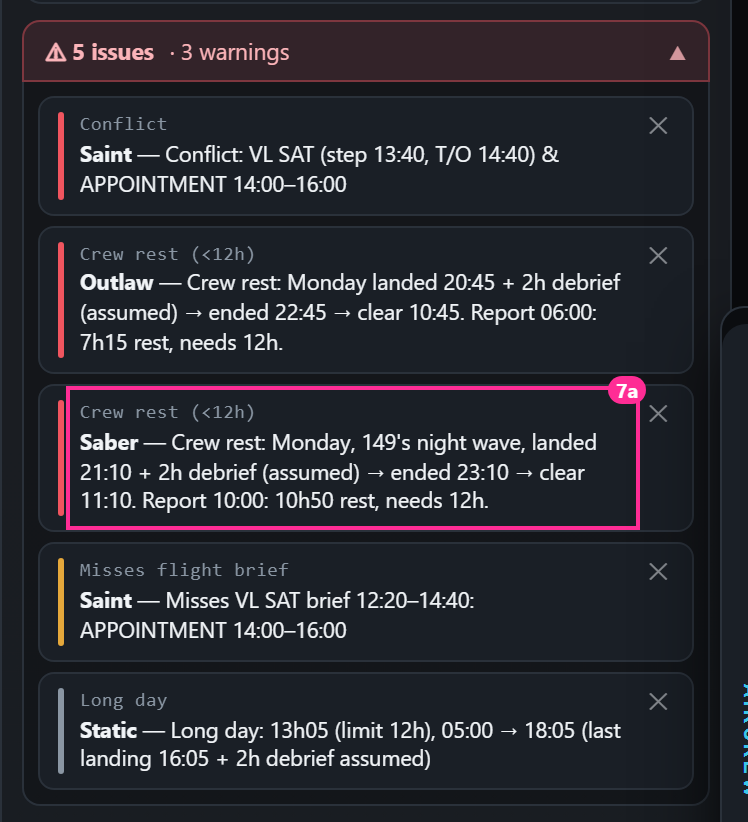 ⚠ 5 issues · 3 warnings ▲
Conflict
Saint — Conflict: VL SAT (step 13:40, T/O 14:40) &
APPOINTMENT 14:00–16:00
Crew rest (<12h)
Outlaw — Crew rest: Monday landed 20:45 + 2h debrief
(assumed) → ended 22:45 → clear 10:45. Report 06:00:
7h15 rest, needs 12h.
7a
Crew rest (<12h)
Saber — Crew rest: Monday, 149's night wave, landed
21:10 + 2h debrief (assumed) → ended 23:10 → clear
11:10. Report 10:00: 10h50 rest, needs 12h.
Misses flight brief
Saint — Misses VL SAT brief 12:20–14:40:
APPOINTMENT 14:00–16:00
Long day
Static — Long day: 13h05 (limit 12h), 05:00 → 18:05 (last
landing 16:05 + 2h debrief assumed)